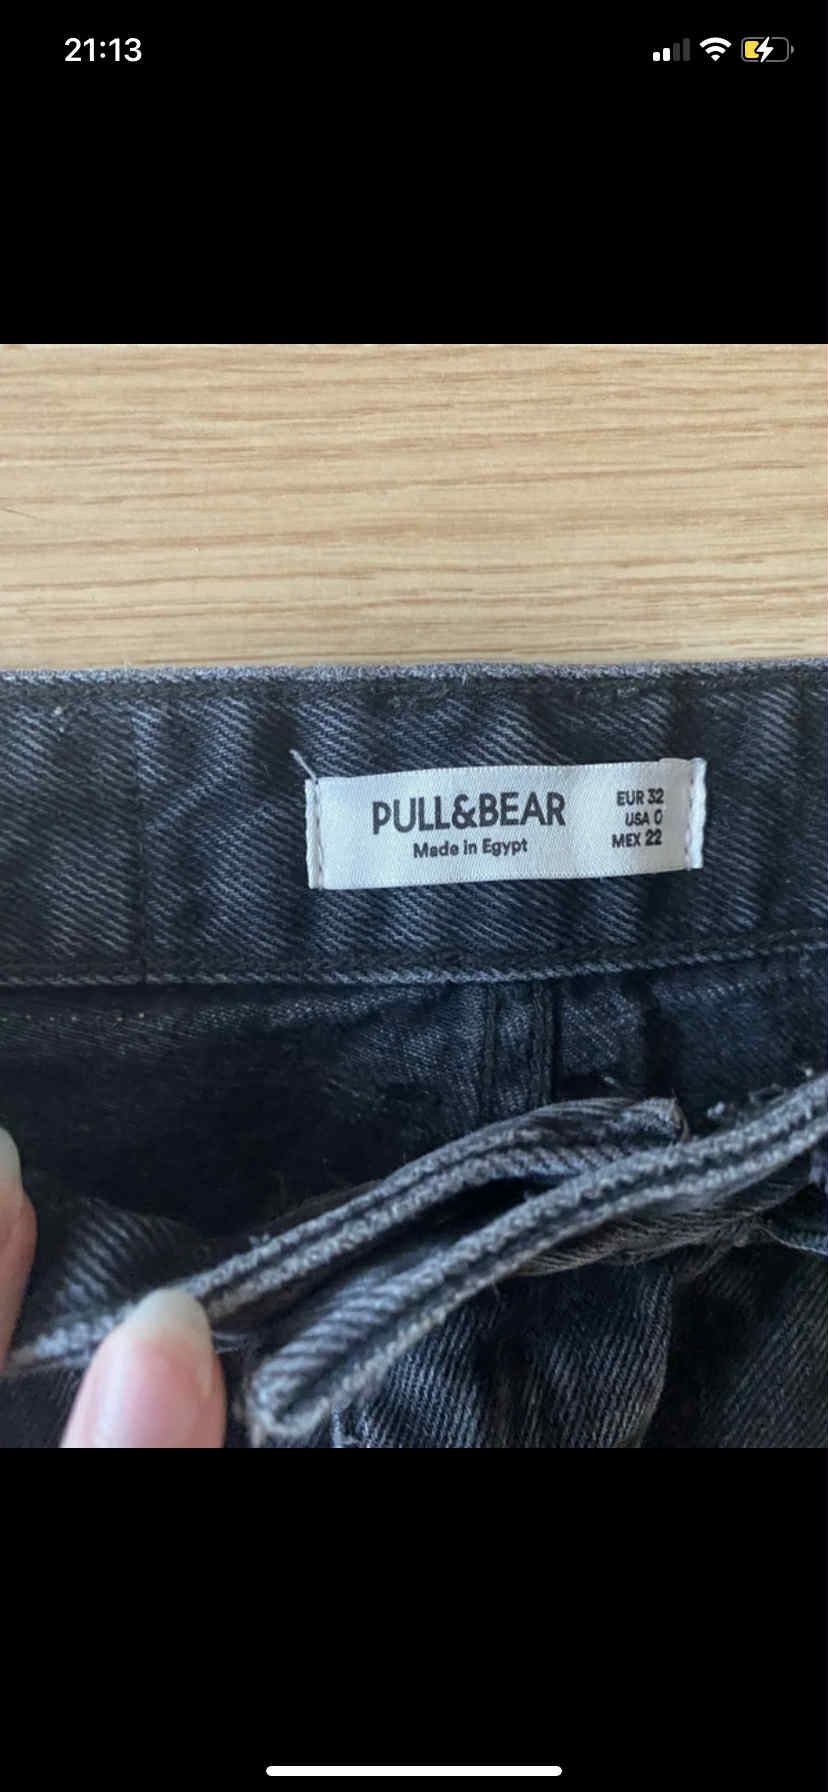 21:13
PULL&BEAR
Made in Egypt
EUR 32
USA 0
MEX 22